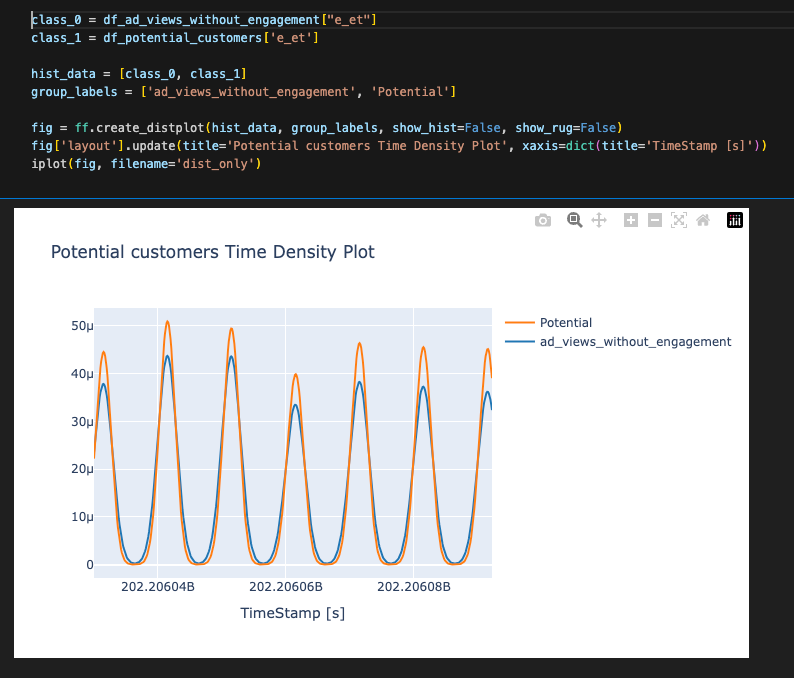 class_0 = df_ad_views_without_engagement["e_et"]
class_1 = df_potential_customers['e_et']
hist_data = [class_0, class_1]
group_labels = ['ad_views_without_engagement', 'Potential']
fig = ff.create_distplot(hist_data, group_labels, show_hist=False, show_rug=False)
fig['layout'].update(title='Potential customers Time Density Plot', xaxis=dict(title='TimeStamp [s]'))
iplot(fig, filename='dist_only')
Potential customers Time Density Plot
50μ
40μ
30μ
20μ
10μ
0
202.20604B
202.20606B
202.20608B
TimeStamp [s]
Potential
ad_views_without_engagement